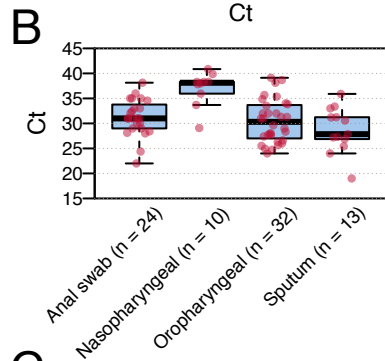 Ct
B
Ct
45
40
35
30
25
20
15
Anal swab (n = 24)
Nasopharyngeal (n = 10)
Oropharyngeal (n = 32)
Sputum (n = 13)